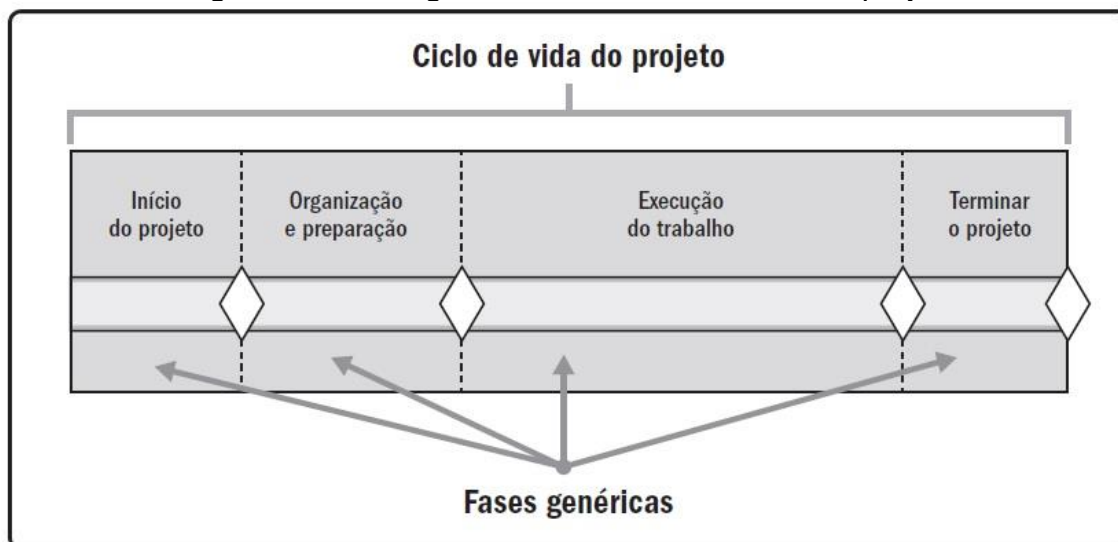 Ciclo de vida do projeto
Início
do projeto
Organização
e preparação
Execução
do trabalho
Terminar
o projeto
Fases genéricas